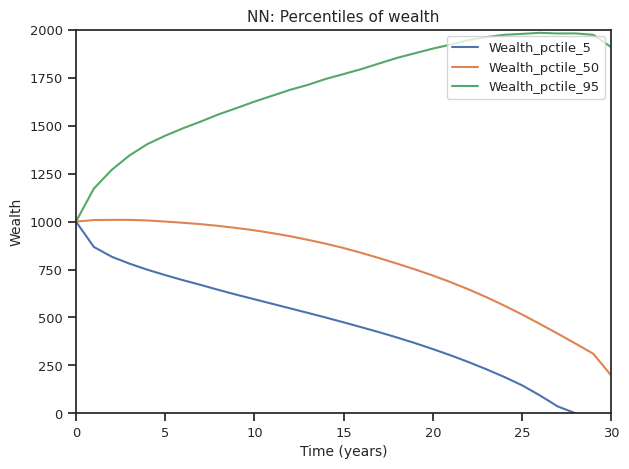 NN: Percentiles of wealth
Wealth_pctile_5
Wealth_pctile_50
Wealth_pctile_95
2000
1750
1500
1250
1000
750
500
250
0
Wealth
0 5 10 15 20 25 30
Time (years)